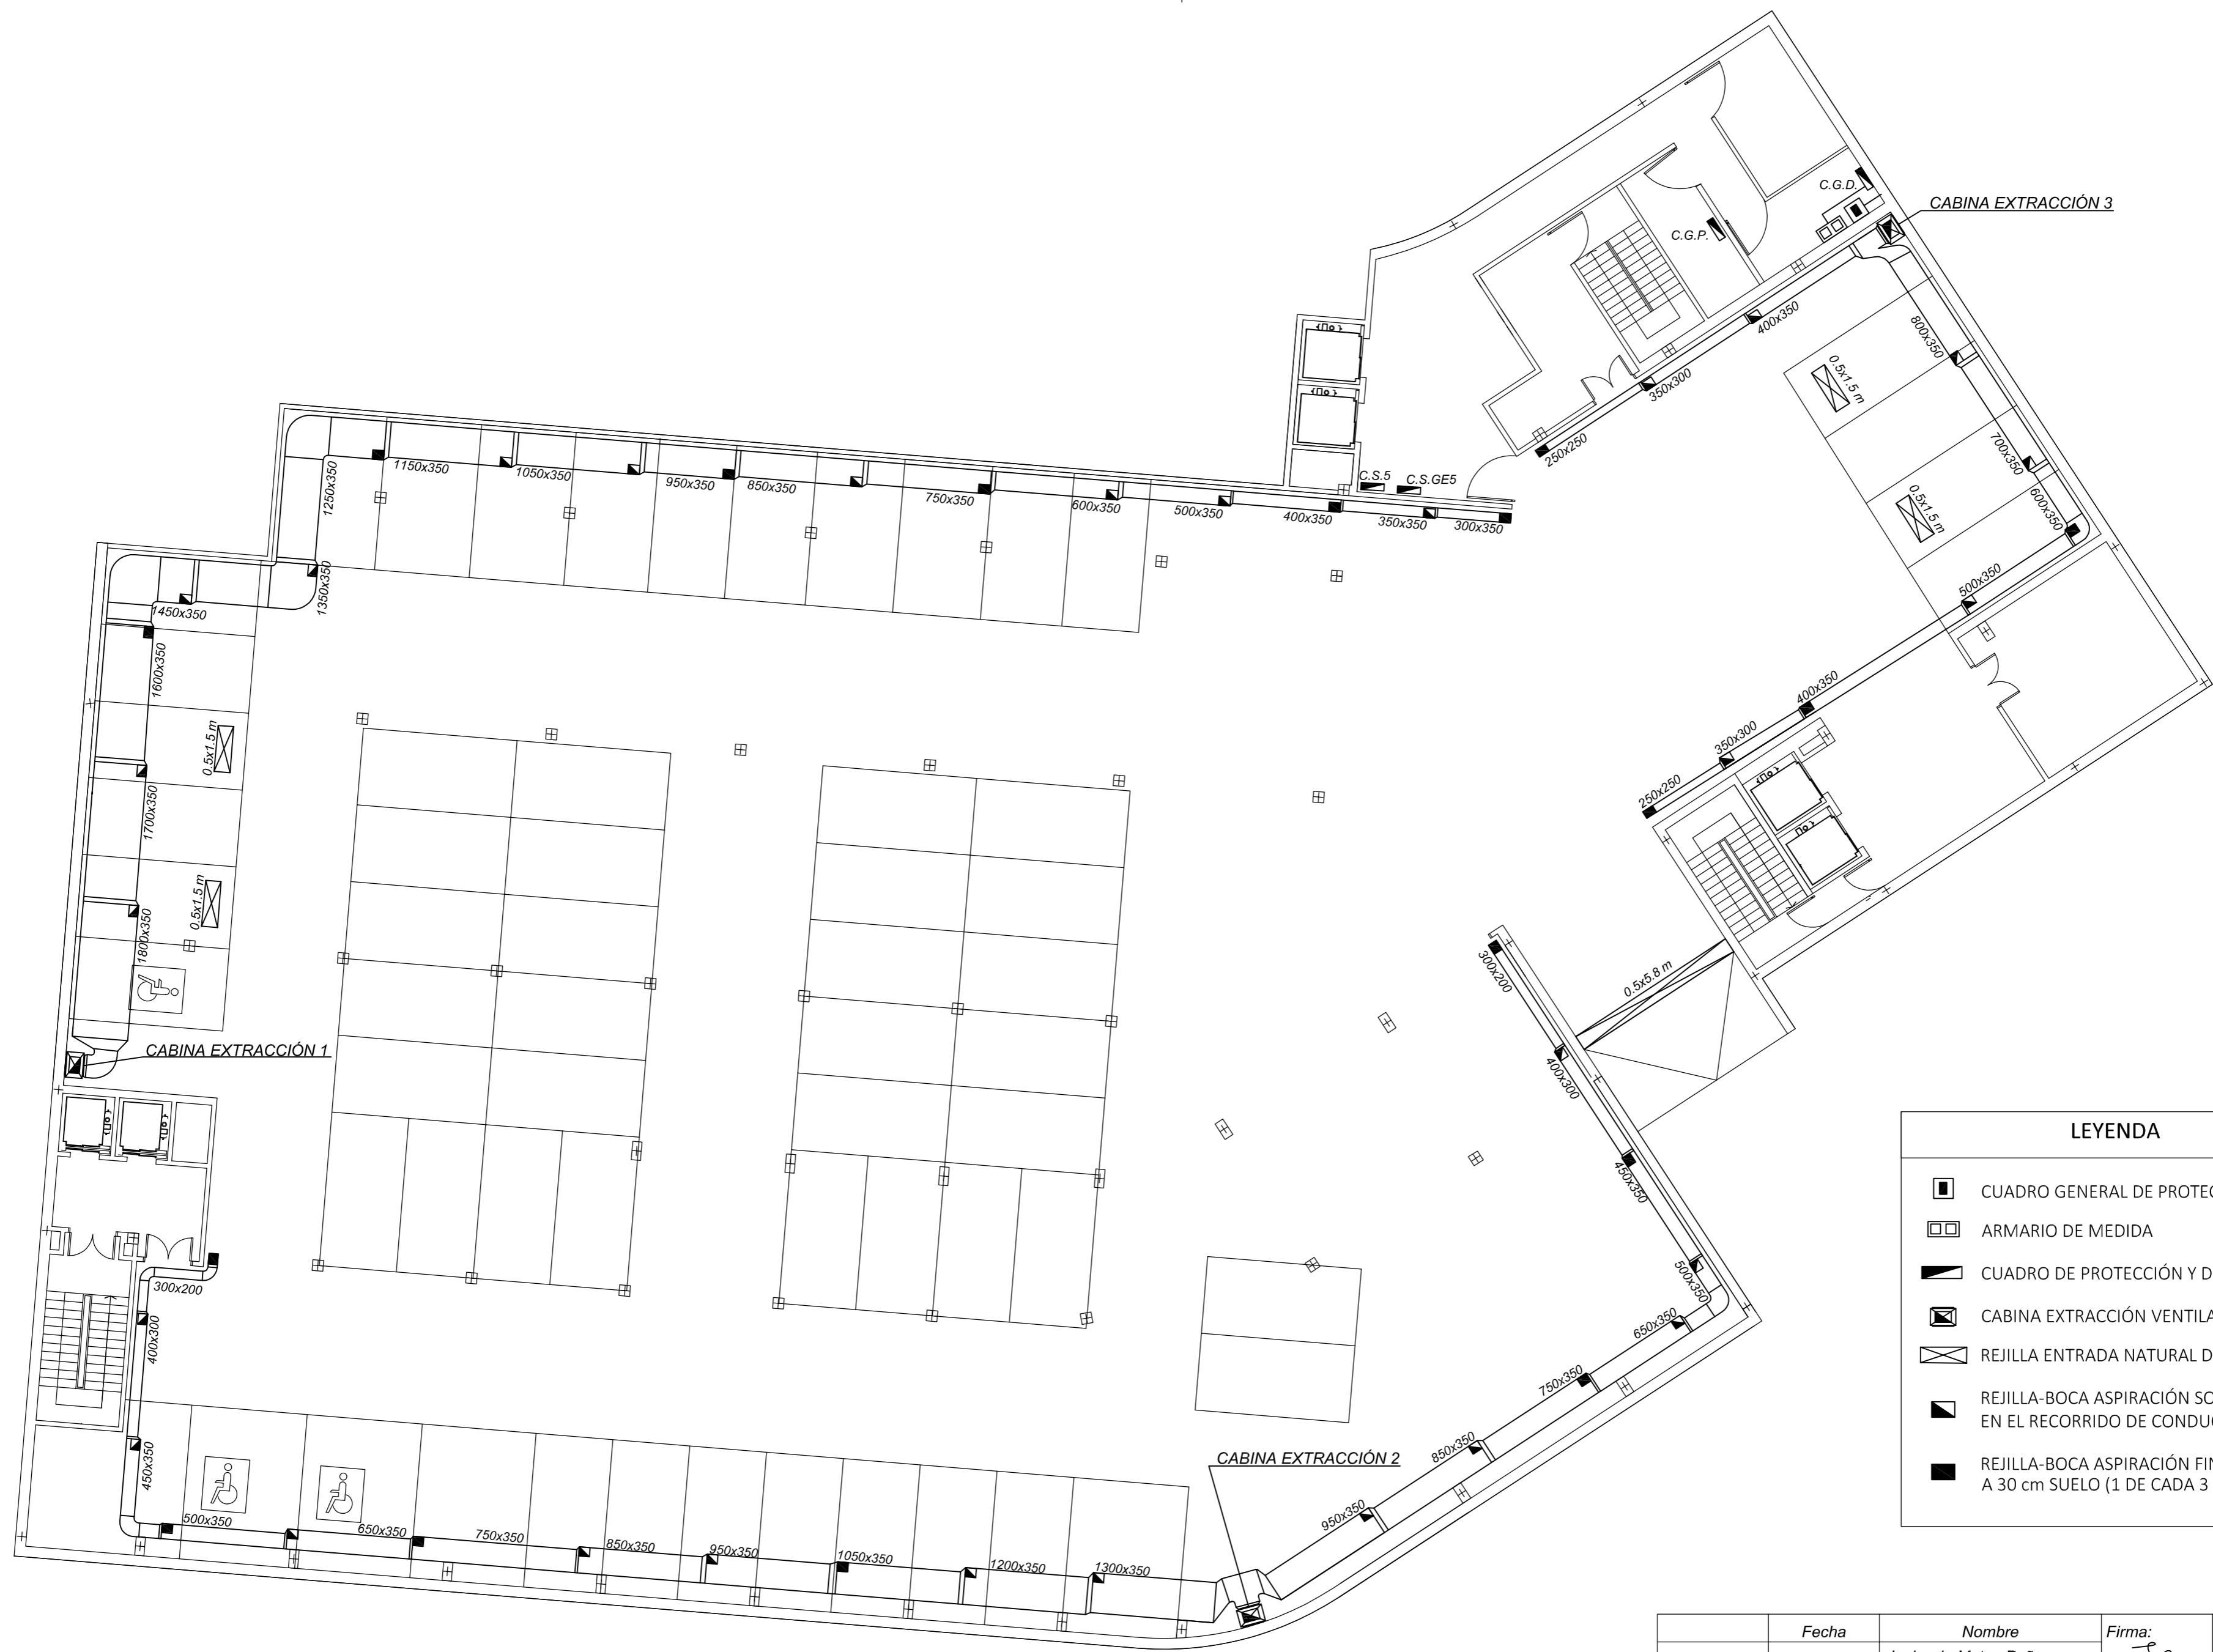 C.G.D.
CABINA EXTRACCIÓN 3
C.G.P.
400x350
800x350
0.5x1.5 m
350x300
250x250
700x350
0.5x1.5 m
600x350
500x350
400x350
350x300
250x250
C.S.5
C.S.GE5
1150x350
1050x350
950x350
850x350
750x350
600x350
500x350
400x350
350x350
300x350
1250x350
1350x350
1450x350
1600x350
0.5x1.5 m
1700x350
0.5x1.5 m
1800x350
CABINA EXTRACCIÓN 1
300x200
0.5x5.8 m
400x300
450x350
500x350
650x350
750x350
850x350
950x350
CABINA EXTRACCIÓN 2
300x200
400x300
450x350
500x350
650x350
750x350
850x350
950x350
1050x350
1200x350
1300x350
LEYENDA
CUADRO GENERAL DE
ARMARIO DE MEDIDA
CUADRO DE PROTECCIÓN Y
CABINA EXTRACCIÓN
REJILLA ENTRADA NATURAL
REJILLA-BOCA ASPIRACIÓN
EN EL RECORRIDO DE
REJILLA-BOCA ASPIRACIÓN
A 30 cm SUELO (1 DE CADA 3
Fecha
Nombre
Firma: